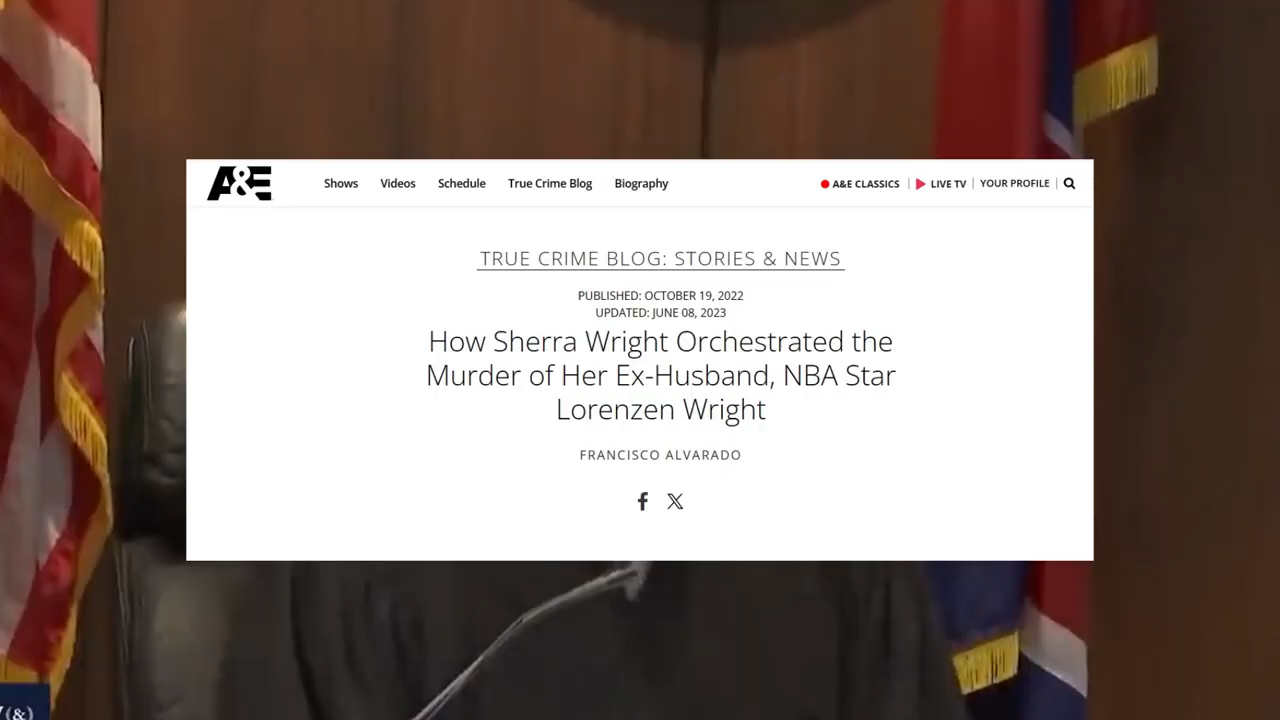 A&E
Shows Videos Schedule True Crime Blog Biography
A&E CLASSICS LIVE TV YOUR PROFILE
TRUE CRIME BLOG: STORIES & NEWS
PUBLISHED: OCTOBER 19, 2022
UPDATED: JUNE 08, 2023
How Sherra Wright Orchestrated the
Murder of Her Ex-Husband, NBA Star
Lorenzen Wright
FRANCISCO ALVARADO